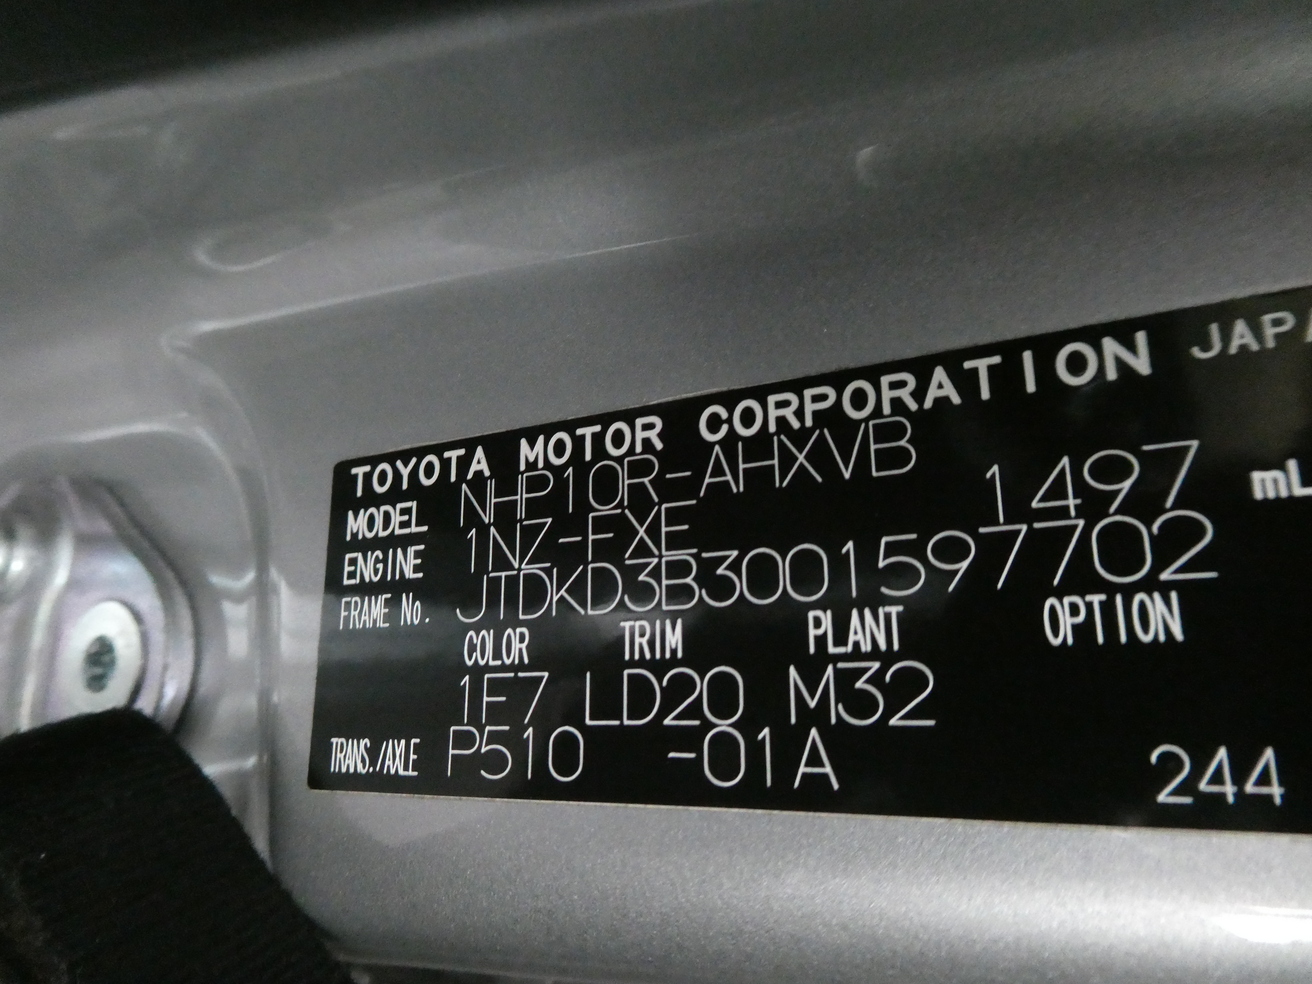 TOYOTA MOTOR CORPORATION JAPA
MODEL NHP10R-AHXVB
ENGINE 1NZ-FXE 1497 mL
FRAME No. JTDKD3B3001597702
COLOR TRIM PLANT OPTION
1F7 LD20 M32
TRANS./AXLE P510 -01A 244